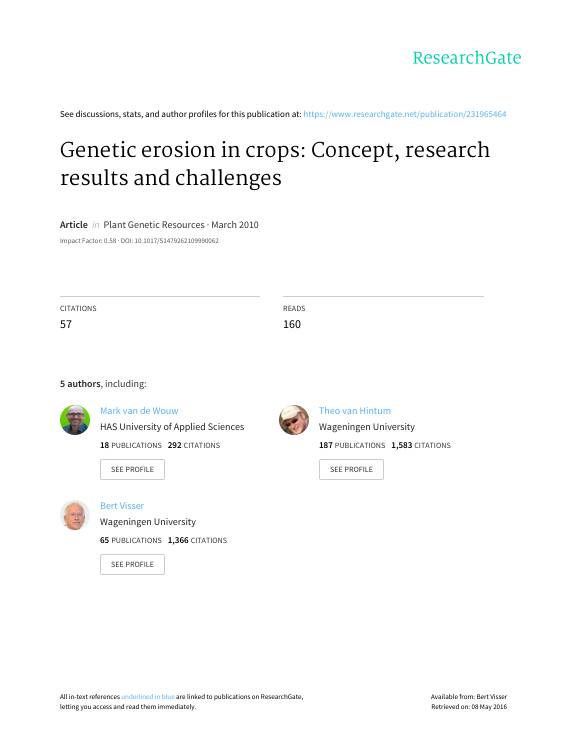 ResearchGate
See discussions, stats, and author profiles for this publication at: https://www.researchgate.net/publication/231965464
Genetic erosion in crops: Concept, research
results and challenges
Article in Plant Genetic Resources · March 2010
Impact Factor: 0.58 · DOI: 10.1017/S1479262109990062
CITATIONS
57
READS
160
5 authors, including:
Mark van de Wouw
HAS University of Applied Sciences
18 PUBLICATIONS 292 CITATIONS
SEE PROFILE
Theo van Hintum
Wageningen University
187 PUBLICATIONS 1,583 CITATIONS
SEE PROFILE
Bert Visser
Wageningen University
65 PUBLICATIONS 1,366 CITATIONS
SEE PROFILE
All in-text references underlined in blue are linked to publications on ResearchGate,
letting you access and read them immediately.
Available from: Bert Visser
Retrieved on: 08 May 2016